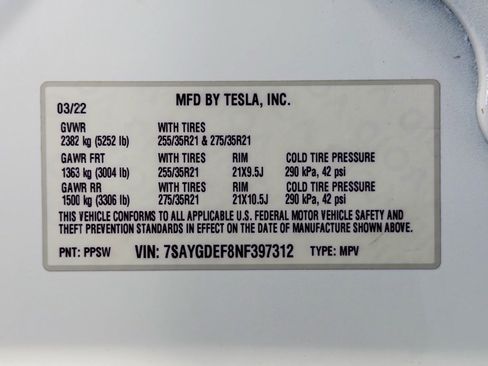 MFD BY TESLA, INC.
03/22
GVWR WITH TIRES
2382 kg (5252 lb) 255/35R21 & 275/35R21
GAWR FRT WITH TIRES RIM COLD TIRE PRESSURE
1363 kg (3004 lb) 255/35R21 21X9.5J 290 kPa, 42 psi
GAWR RR WITH TIRES RIM COLD TIRE PRESSURE
1500 kg (3306 lb) 275/35R21 21X10.5J 290 kPa, 42 psi
THIS VEHICLE CONFORMS TO ALL APPLICABLE U.S. FEDERAL MOTOR VEHICLE SAFETY AND
THEFT PREVENTION STANDARDS IN EFFECT ON THE DATE OF MANUFACTURE SHOWN ABOVE.
PNT: PPSW VIN: 7SAYGDEF8NF397312 TYPE: MPV